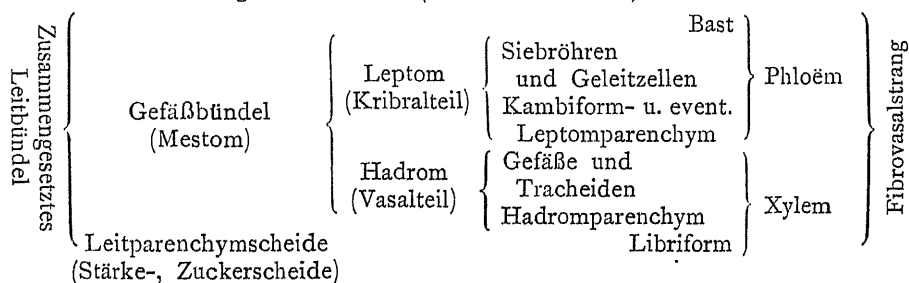 Zusammengesetztes
Leitbündel
Gefäßbündel
(Mestom)
Leitparenchymscheide
(Stärke-, Zuckerscheide)
Leptom
(Kribralteil)
Hadrom
(Vasalteil)
Bast
Siebröhren
und Geleitzellen
Kambiform- u. event.
Leptomparenchym
Gefäße und
Tracheiden
Hadromparenchym
Libriform
Phloëm
Xylem
Fibrovasalstrang